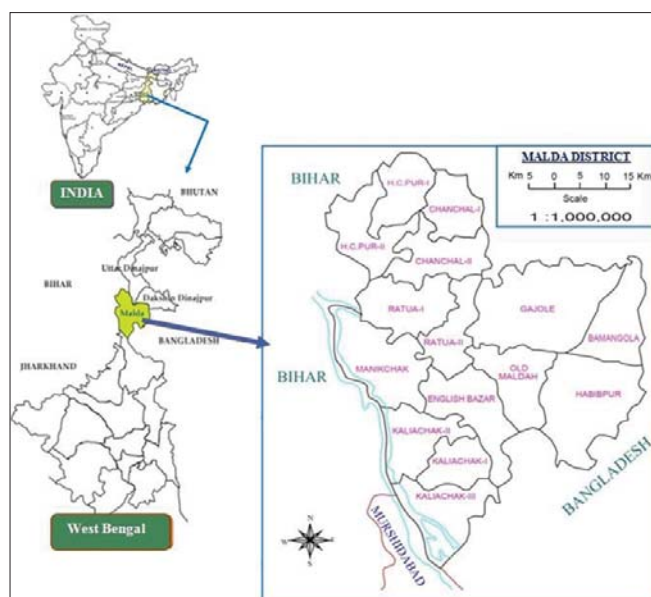 NEPAL
INDIA
BHUTAN
Uttar Dinajpur
BIHAR
Dakshin Dinajpur
Malda
BANGLADESH
JHARKHAND
West Bengal
MALDA DISTRICT
Km 5 0 5 10 15 Km
Scale
1 :1,000,000
BIHAR
H.C.PUR-I
CHANCHAL-I
H.C.PUR-II
CHANCHAL-II
RATUA-I
GAJOLE
RATUA-II
BAMANGOLA
BIHAR
MANIKCHAK
OLD
MALDAH
ENGLISH BAZAR
HABIBPUR
KALIACHAK-II
KALIACHAK-I
KALIACHAK-III
BANGLADESH
MURSHIDABAD
N
W
E
S